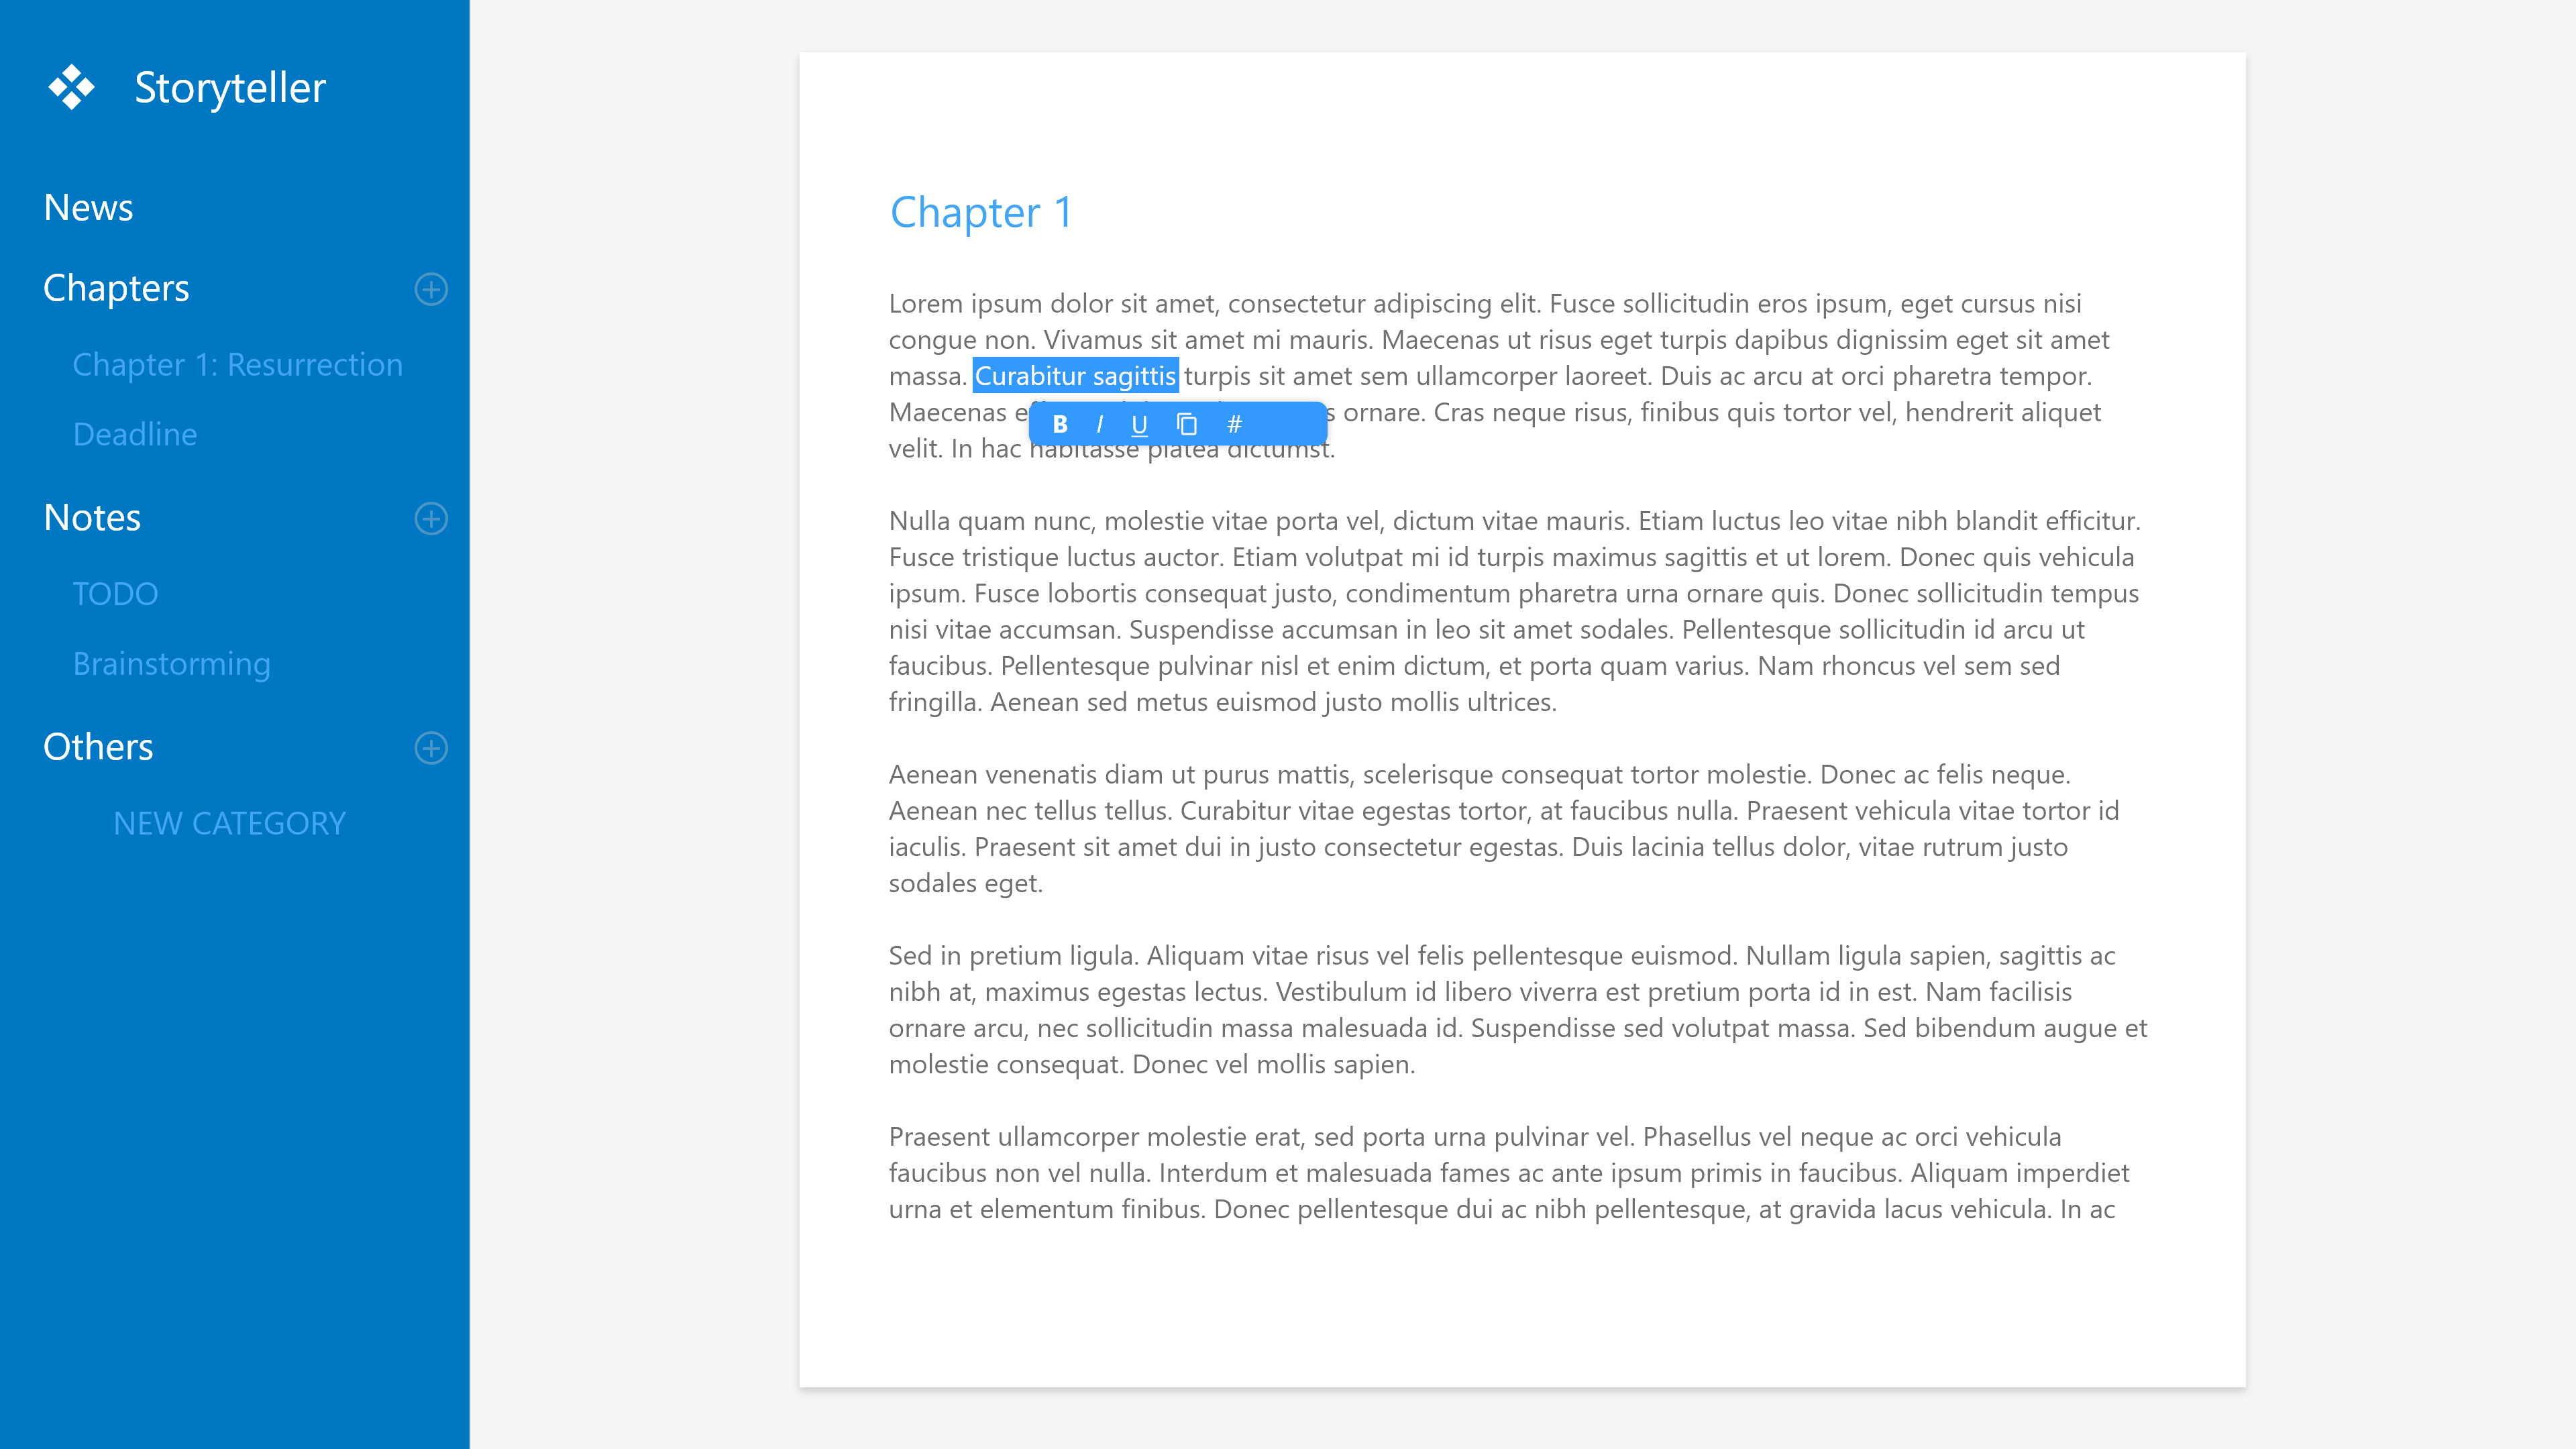 Storyteller
News
Chapters
Chapter 1: Resurrection
Deadline
Notes
TODO
Brainstorming
Others
NEW CATEGORY
Chapter 1
Lorem ipsum dolor sit amet, consectetur adipiscing elit. Fusce sollicitudin eros ipsum, eget cursus nisi
congue non. Vivamus sit amet mi mauris. Maecenas ut risus eget turpis dapibus dignissim eget sit amet
massa. Curabitur sagittis turpis sit amet sem ullamcorper laoreet. Duis ac arcu at orci pharetra tempor.
Maecenas ornare. Cras neque risus, finibus quis tortor vel, hendrerit aliquet
B I U #
velit. In hac habitasse platea dictumst.
Nulla quam nunc, molestie vitae porta vel, dictum vitae mauris. Etiam luctus leo vitae nibh blandit efficitur.
Fusce tristique luctus auctor. Etiam volutpat mi id turpis maximus sagittis et ut lorem. Donec quis vehicula
ipsum. Fusce lobortis consequat justo, condimentum pharetra urna ornare quis. Donec sollicitudin tempus
nisi vitae accumsan. Suspendisse accumsan in leo sit amet sodales. Pellentesque sollicitudin id arcu ut
faucibus. Pellentesque pulvinar nisl et enim dictum, et porta quam varius. Nam rhoncus vel sem sed
fringilla. Aenean sed metus euismod justo mollis ultrices.
Aenean venenatis diam ut purus mattis, scelerisque consequat tortor molestie. Donec ac felis neque.
Aenean nec tellus tellus. Curabitur vitae egestas tortor, at faucibus nulla. Praesent vehicula vitae tortor id
iaculis. Praesent sit amet dui in justo consectetur egestas. Duis lacinia tellus dolor, vitae rutrum justo
sodales eget.
Sed in pretium ligula. Aliquam vitae risus vel felis pellentesque euismod. Nullam ligula sapien, sagittis ac
nibh at, maximus egestas lectus. Vestibulum id libero viverra est pretium porta id in est. Nam facilisis
ornare arcu, nec sollicitudin massa malesuada id. Suspendisse sed volutpat massa. Sed bibendum augue et
molestie consequat. Donec vel mollis sapien.
Praesent ullamcorper molestie erat, sed porta urna pulvinar vel. Phasellus vel neque ac orci vehicula
faucibus non vel nulla. Interdum et malesuada fames ac ante ipsum primis in faucibus. Aliquam imperdiet
urna et elementum finibus. Donec pellentesque dui ac nibh pellentesque, at gravida lacus vehicula. In ac